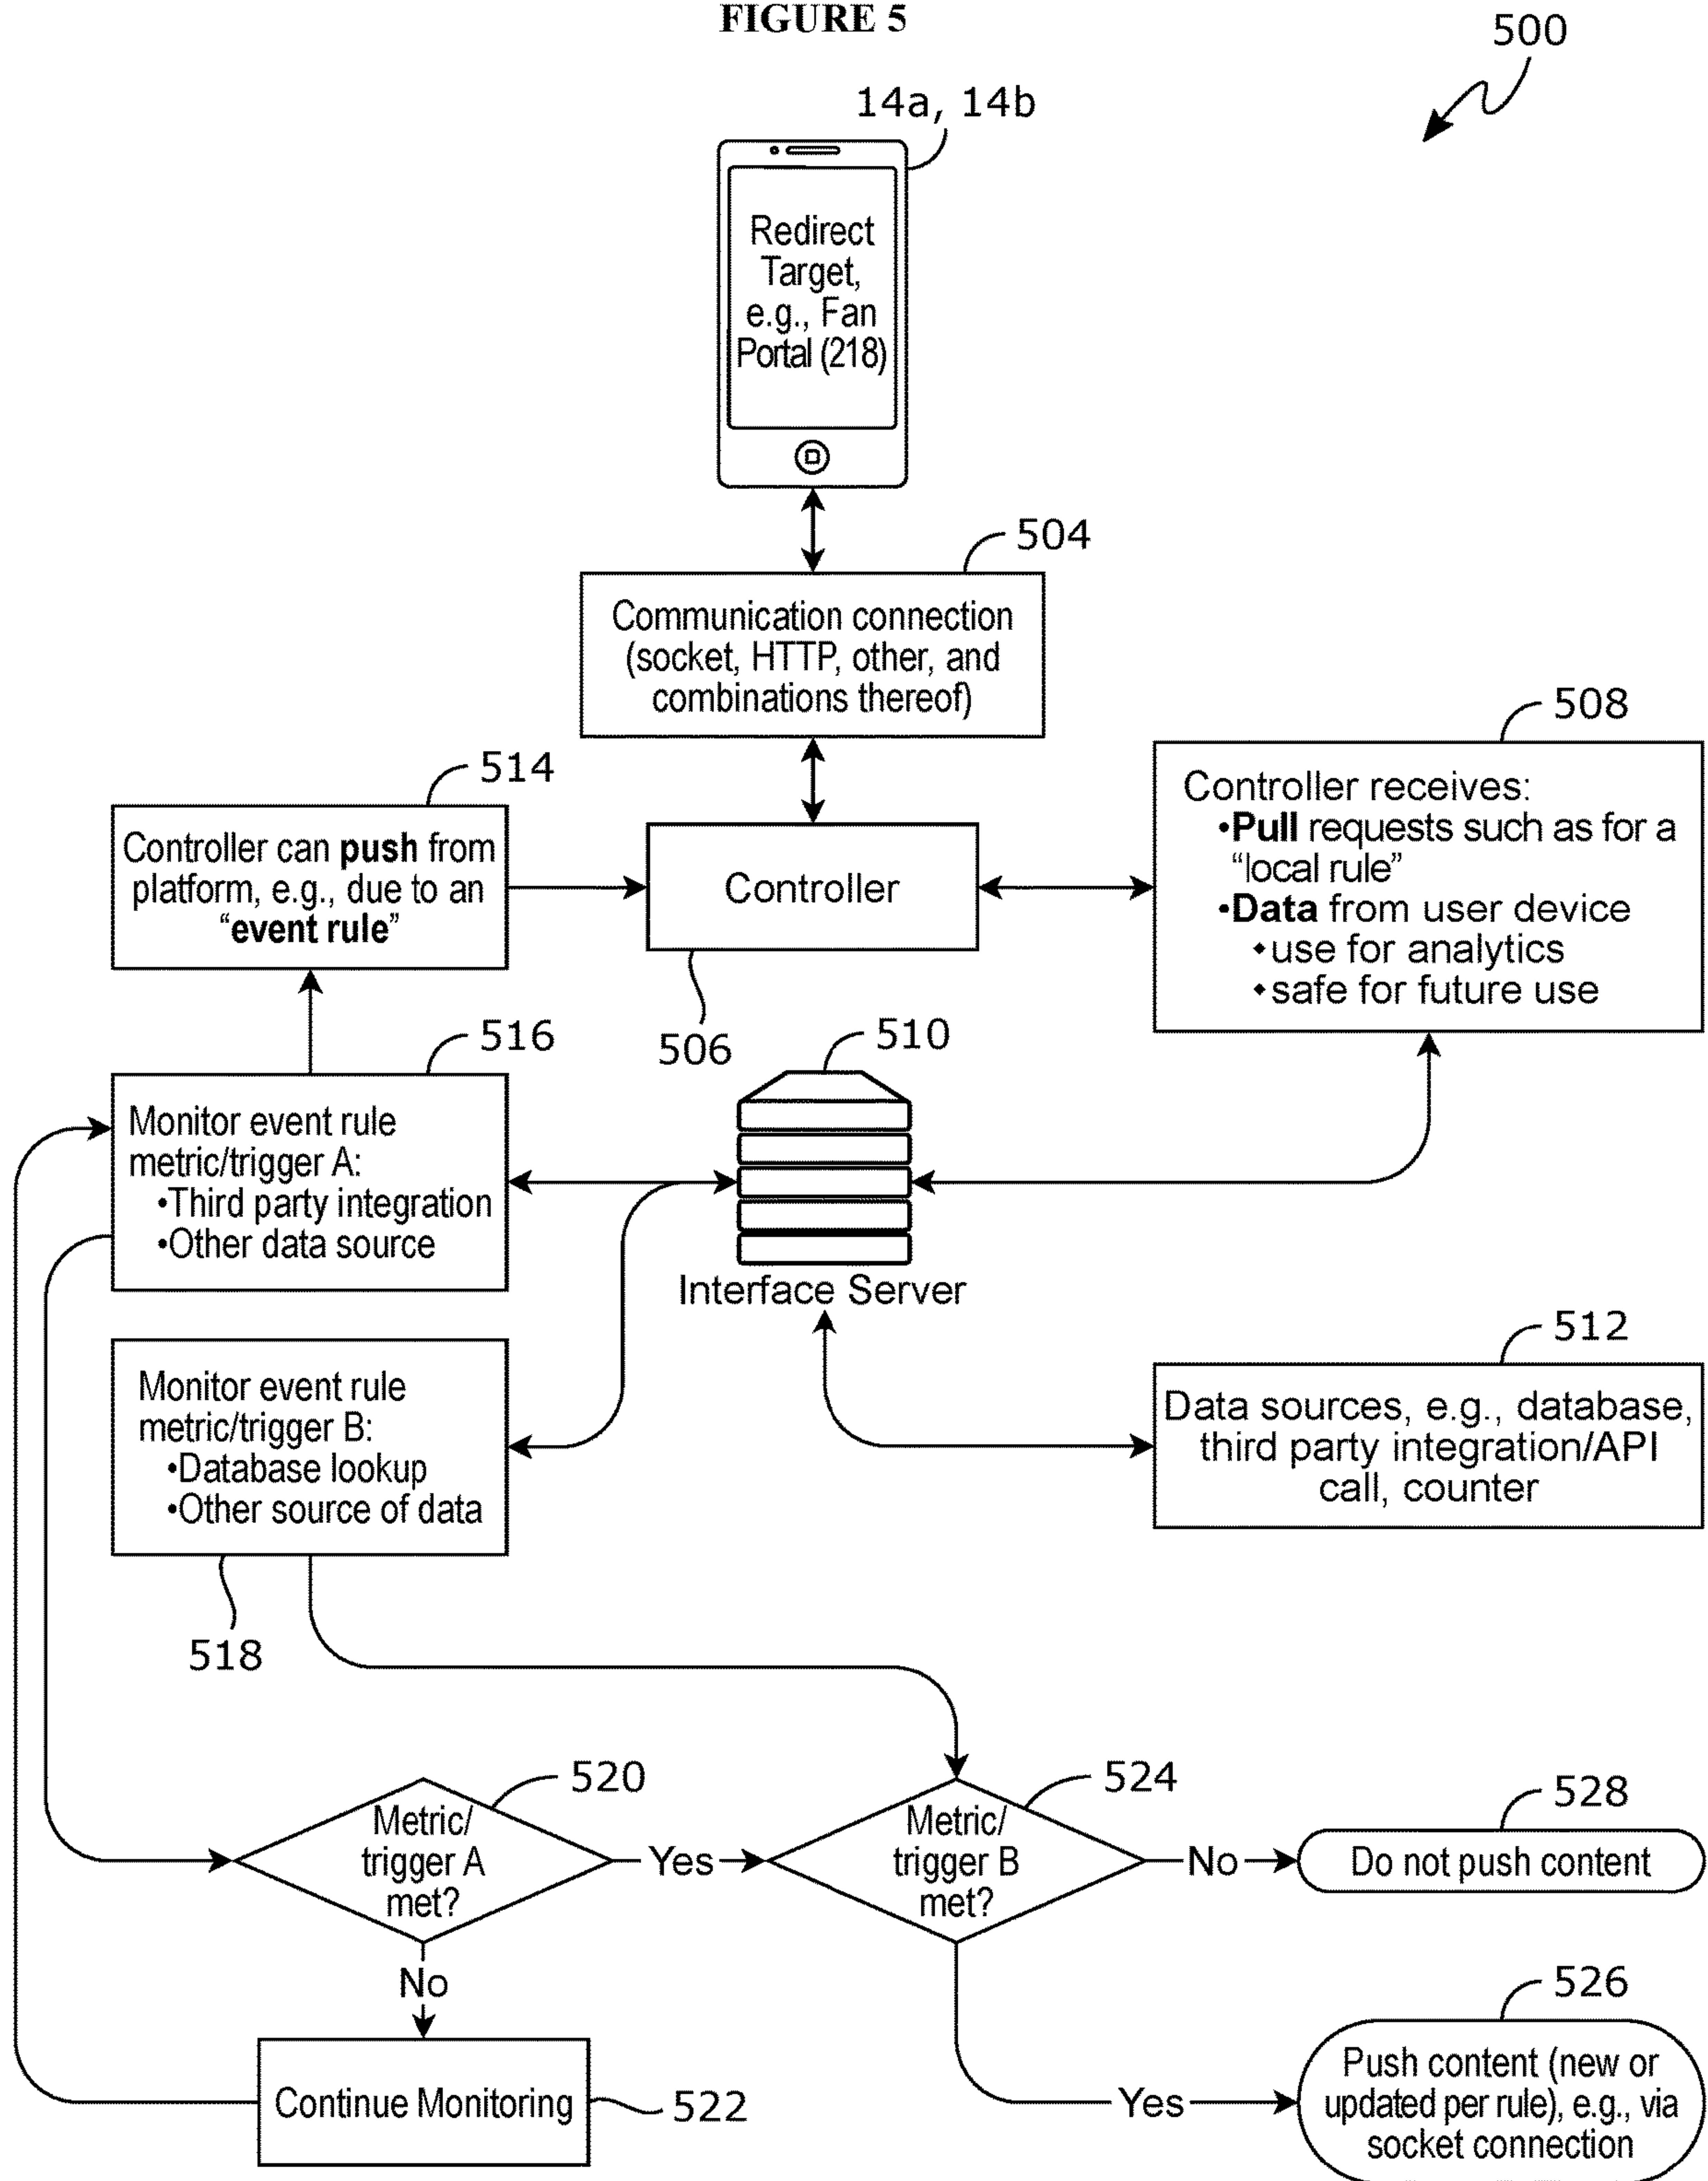 FIGURE 5
500
14a, 14b
Redirect
Target,
e.g., Fan
Portal (218)
504
Communication connection
(socket, HTTP, other, and
combinations thereof)
508
Controller receives:
•Pull requests such as for a
“local rule”
•Data from user device
◆use for analytics
◆safe for future use
514
Controller can push from
platform, e.g., due to an
“event rule”
Controller
506
510
Interface Server
516
Monitor event rule
metric/trigger A:
•Third party integration
•Other data source
512
Data sources, e.g., database,
third party integration/API
call, counter
Monitor event rule
metric/trigger B:
•Database lookup
•Other source of data
518
520
Metric/
trigger A
met?
Yes
524
Metric/
trigger B
met?
No
528
Do not push content
No
Continue Monitoring
522
Yes
526
Push content (new or
updated per rule), e.g., via
socket connection